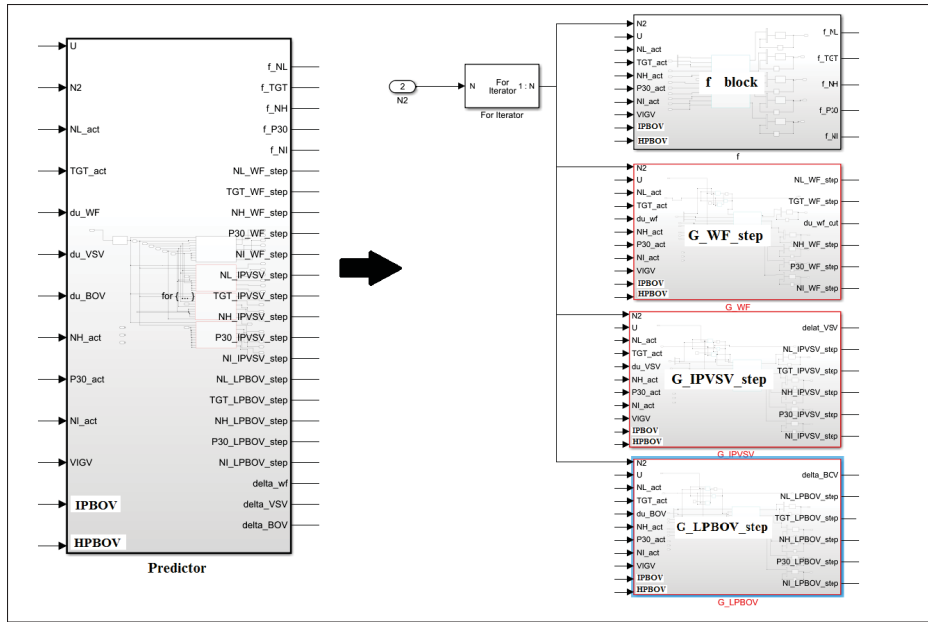 U
N2
NL_act
TGT_act
du_WF
du_VSV
du_BOV
NH_act
P30_act
NI_act
VIGV
IPBOV
HPBOV
for { ... }
f_NL
f_TGT
f_NH
f_P30
f_NI
NL_WF_step
TGT_WF_step
NH_WF_step
P30_WF_step
NI_WF_step
NL_IPVSV_step
TGT_IPVSV_step
NH_IPVSV_step
P30_IPVSV_step
NI_IPVSV_step
NL_LPBOV_step
TGT_LPBOV_step
NH_LPBOV_step
P30_LPBOV_step
NI_LPBOV_step
delta_wf
delta_VSV
delta_BOV
Predictor
2
N2
N
For
Iterator
1 : N
For Iterator
N2
U
NL_act
TGT_act
NH_act
P30_act
NI_act
VIGV
IPBOV
HPBOV
f block
f_NL
f_TGT
f_NH
f_P30
f_NI
f
N2
U
NL_act
TGT_act
du_wf
NH_act
P30_act
NI_act
VIGV
IPBOV
HPBOV
G_WF_step
NL_WF_step
TGT_WF_step
du_wf_out
NH_WF_step
P30_WF_step
NI_WF_step
G_WF
N2
U
NL_act
TGT_act
du_VSV
NH_act
P30_act
NI_act
VIGV
IPBOV
HPBOV
G_IPVSV_step
delat_VSV
NL_IPVSV_step
TGT_IPVSV_step
NH_IPVSV_step
P30_IPVSV_step
NI_IPVSV_step
G_IPVSV
N2
U
NL_act
TGT_act
du_BOV
NH_act
P30_act
NI_act
VIGV
IPBOV
HPBOV
G_LPBOV_step
delta_BOV
NL_LPBOV_step
TGT_LPBOV_step
NH_LPBOV_step
P30_LPBOV_step
NI_LPBOV_step
G_LPBOV